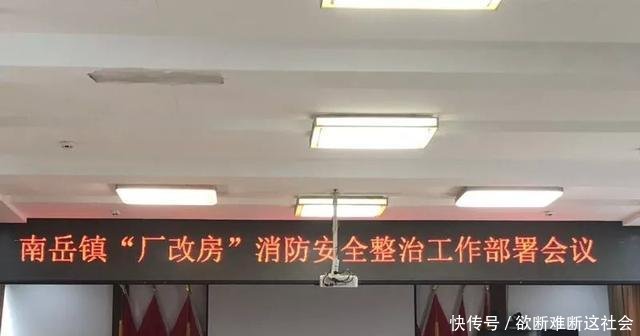 南岳镇“厂改房”消防安全整治工作部署会议
快传号/欲断难断这社会